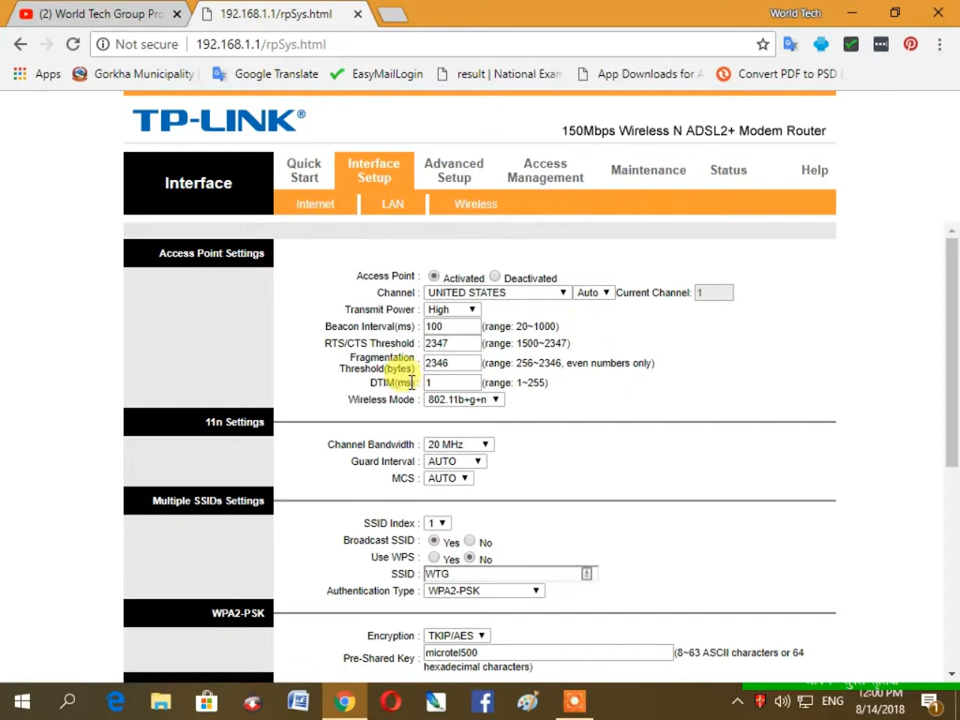 (2) World Tech Group Pro
192.168.1.1/rpSys.html
World Tech
Not secure
192.168.1.1/rpSys.html
Apps
Gorkha Municipality
Google Translate
EasyMailLogin
result | National Exam
App Downloads for A
Convert PDF to PSD
TP-LINK®
150Mbps Wireless N ADSL2+ Modem Router
Interface
Quick Start
Interface Setup
Advanced Setup
Access Management
Maintenance
Status
Help
Internet
LAN
Wireless
Access Point Settings
Access Point : Activated Deactivated
Channel : UNITED STATES Auto Current Channel: 1
Transmit Power : High
Beacon Interval(ms) : 100 (range: 20~1000)
RTS/CTS Threshold : 2347 (range: 1500~2347)
Fragmentation
Threshold(bytes) : 2346 (range: 256~2346, even numbers only)
DTIM(ms) : 1 (range: 1~255)
Wireless Mode : 802.11b+g+n
11n Settings
Channel Bandwidth : 20 MHz
Guard Interval : AUTO
MCS : AUTO
Multiple SSIDs Settings
SSID Index : 1
Broadcast SSID : Yes No
Use WPS : Yes No
SSID : WTG
Authentication Type : WPA2-PSK
WPA2-PSK
Encryption : TKIP/AES
Pre-Shared Key : microtel500 (8~63 ASCII characters or 64
hexadecimal characters)
ENG
12:00 PM
8/14/2018